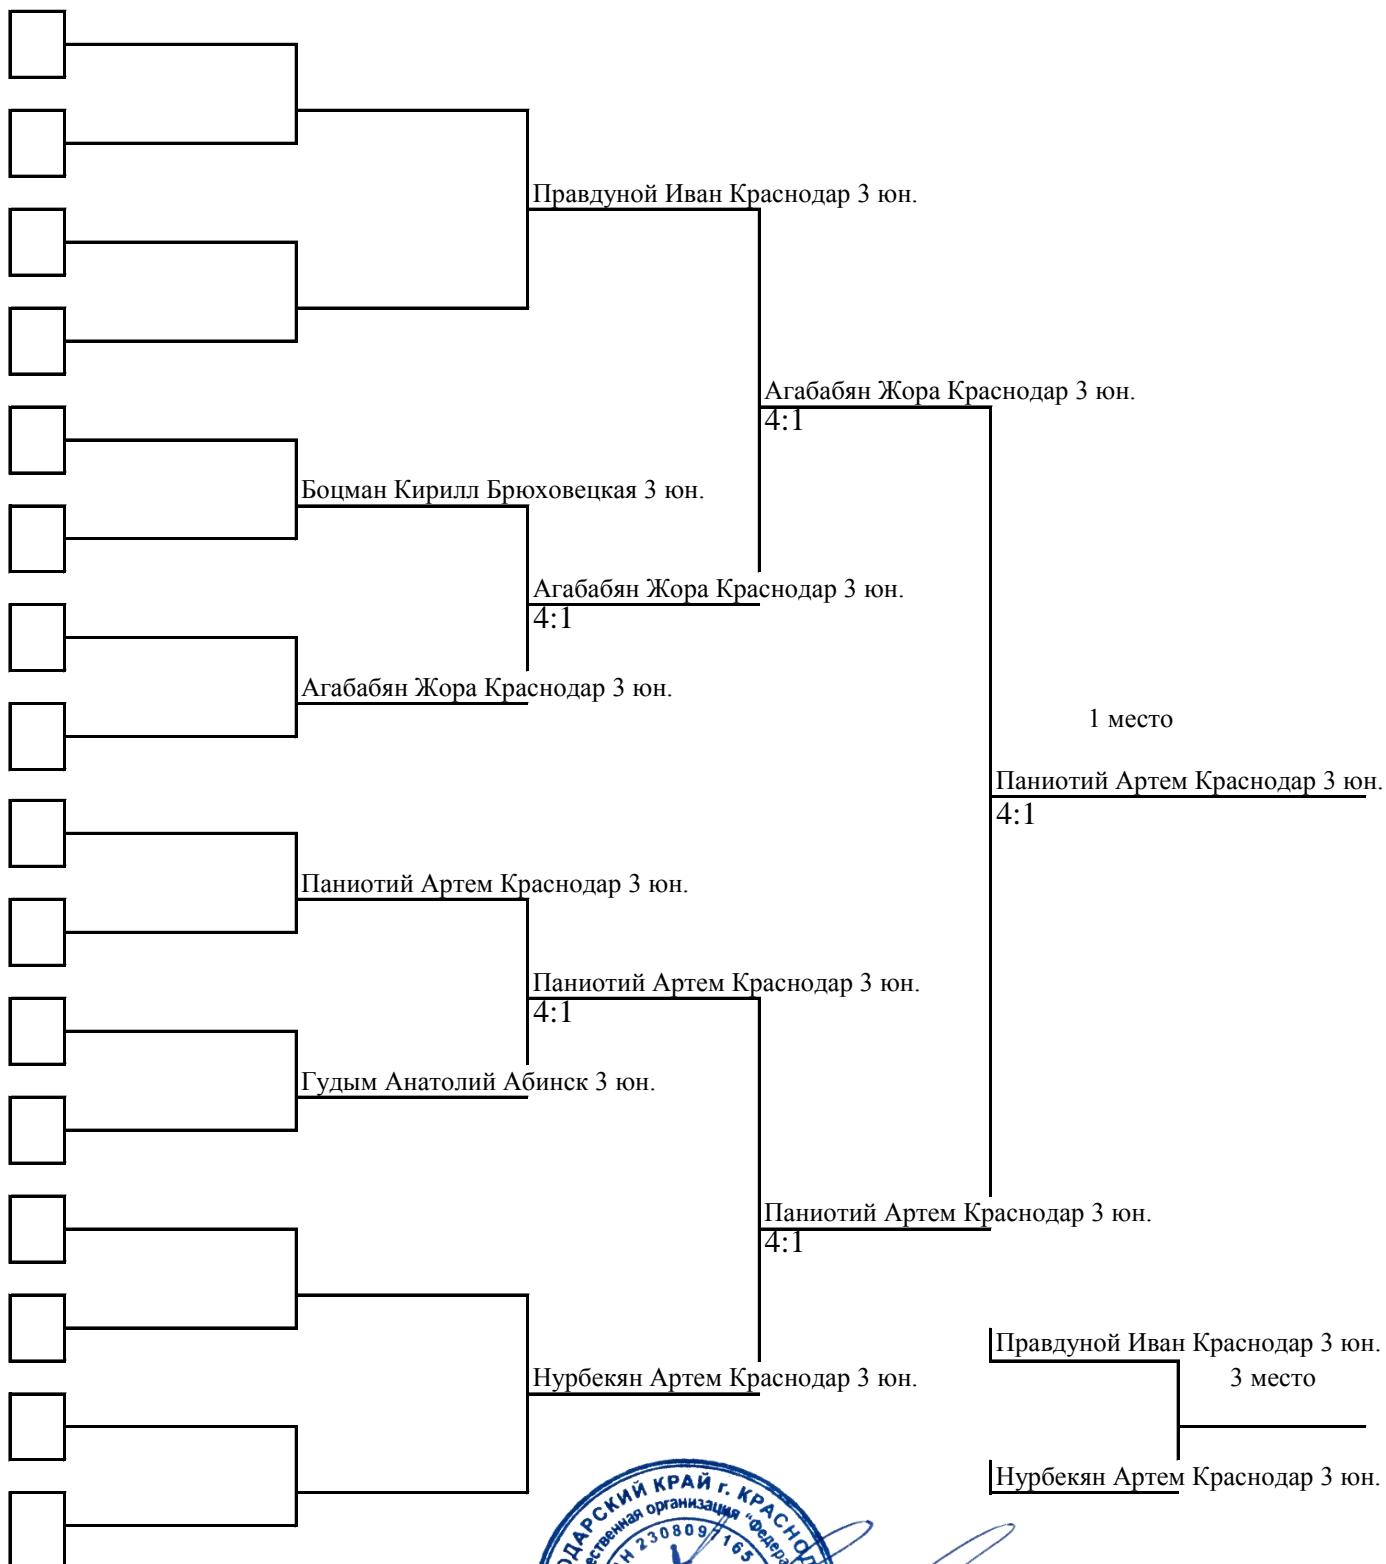 Правдуной Иван Краснодар 3 юн.
Агабабян Жора Краснодар 3 юн.
4:1
Боцман Кирилл Брюховецкая 3 юн.
Агабабян Жора Краснодар 3 юн.
4:1
Агабабян Жора Краснодар 3 юн.
1 место
Паниотий Артем Краснодар 3 юн.
4:1
Паниотий Артем Краснодар 3 юн.
Паниотий Артем Краснодар 3 юн.
4:1
Гудым Анатолий Абинск 3 юн.
Паниотий Артем Краснодар 3 юн.
4:1
Правдуной Иван Краснодар 3 юн.
Нурбекян Артем Краснодар 3 юн.
3 место
Нурбекян Артем Краснодар 3 юн.
КРАЙ г.
организация